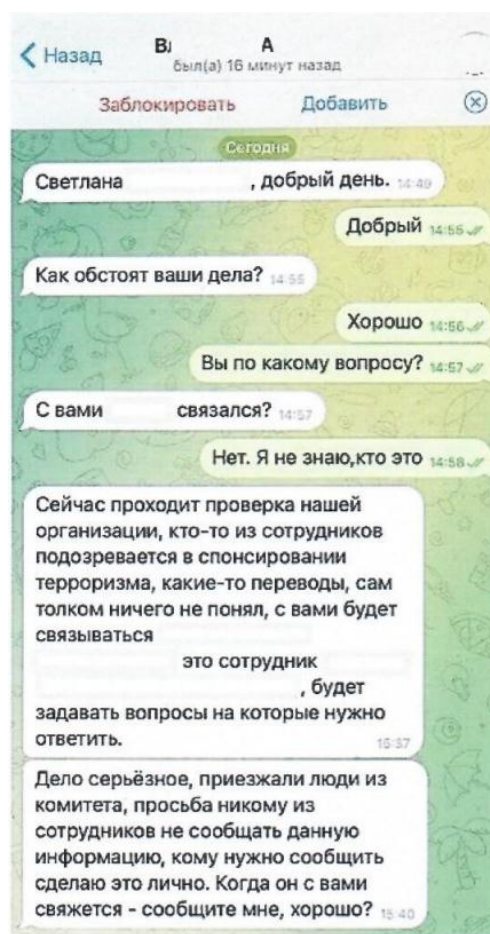 Назад
В. А
был(а) 16 минут назад
Заблокировать Добавить
Сегодня
Светлана , добрый день. 14:49
Добрый 14:55
Как обстоят ваши дела? 14:55
Хорошо 14:56
Вы по какому вопросу? 14:57
С вами связался? 14:57
Нет. Я не знаю,кто это 14:58
Сейчас проходит проверка нашей
организации, кто-то из сотрудников
подозревается в спонсировании
терроризма, какие-то переводы, сам
толком ничего не понял, с вами будет
связываться
это сотрудник
, будет
задавать вопросы на которые нужно
ответить. 15:37
Дело серьёзное, приезжали люди из
комитета, просьба никому из
сотрудников не сообщать данную
информацию, кому нужно сообщить
сделаю это лично. Когда он с вами
свяжется - сообщите мне, хорошо? 15:40